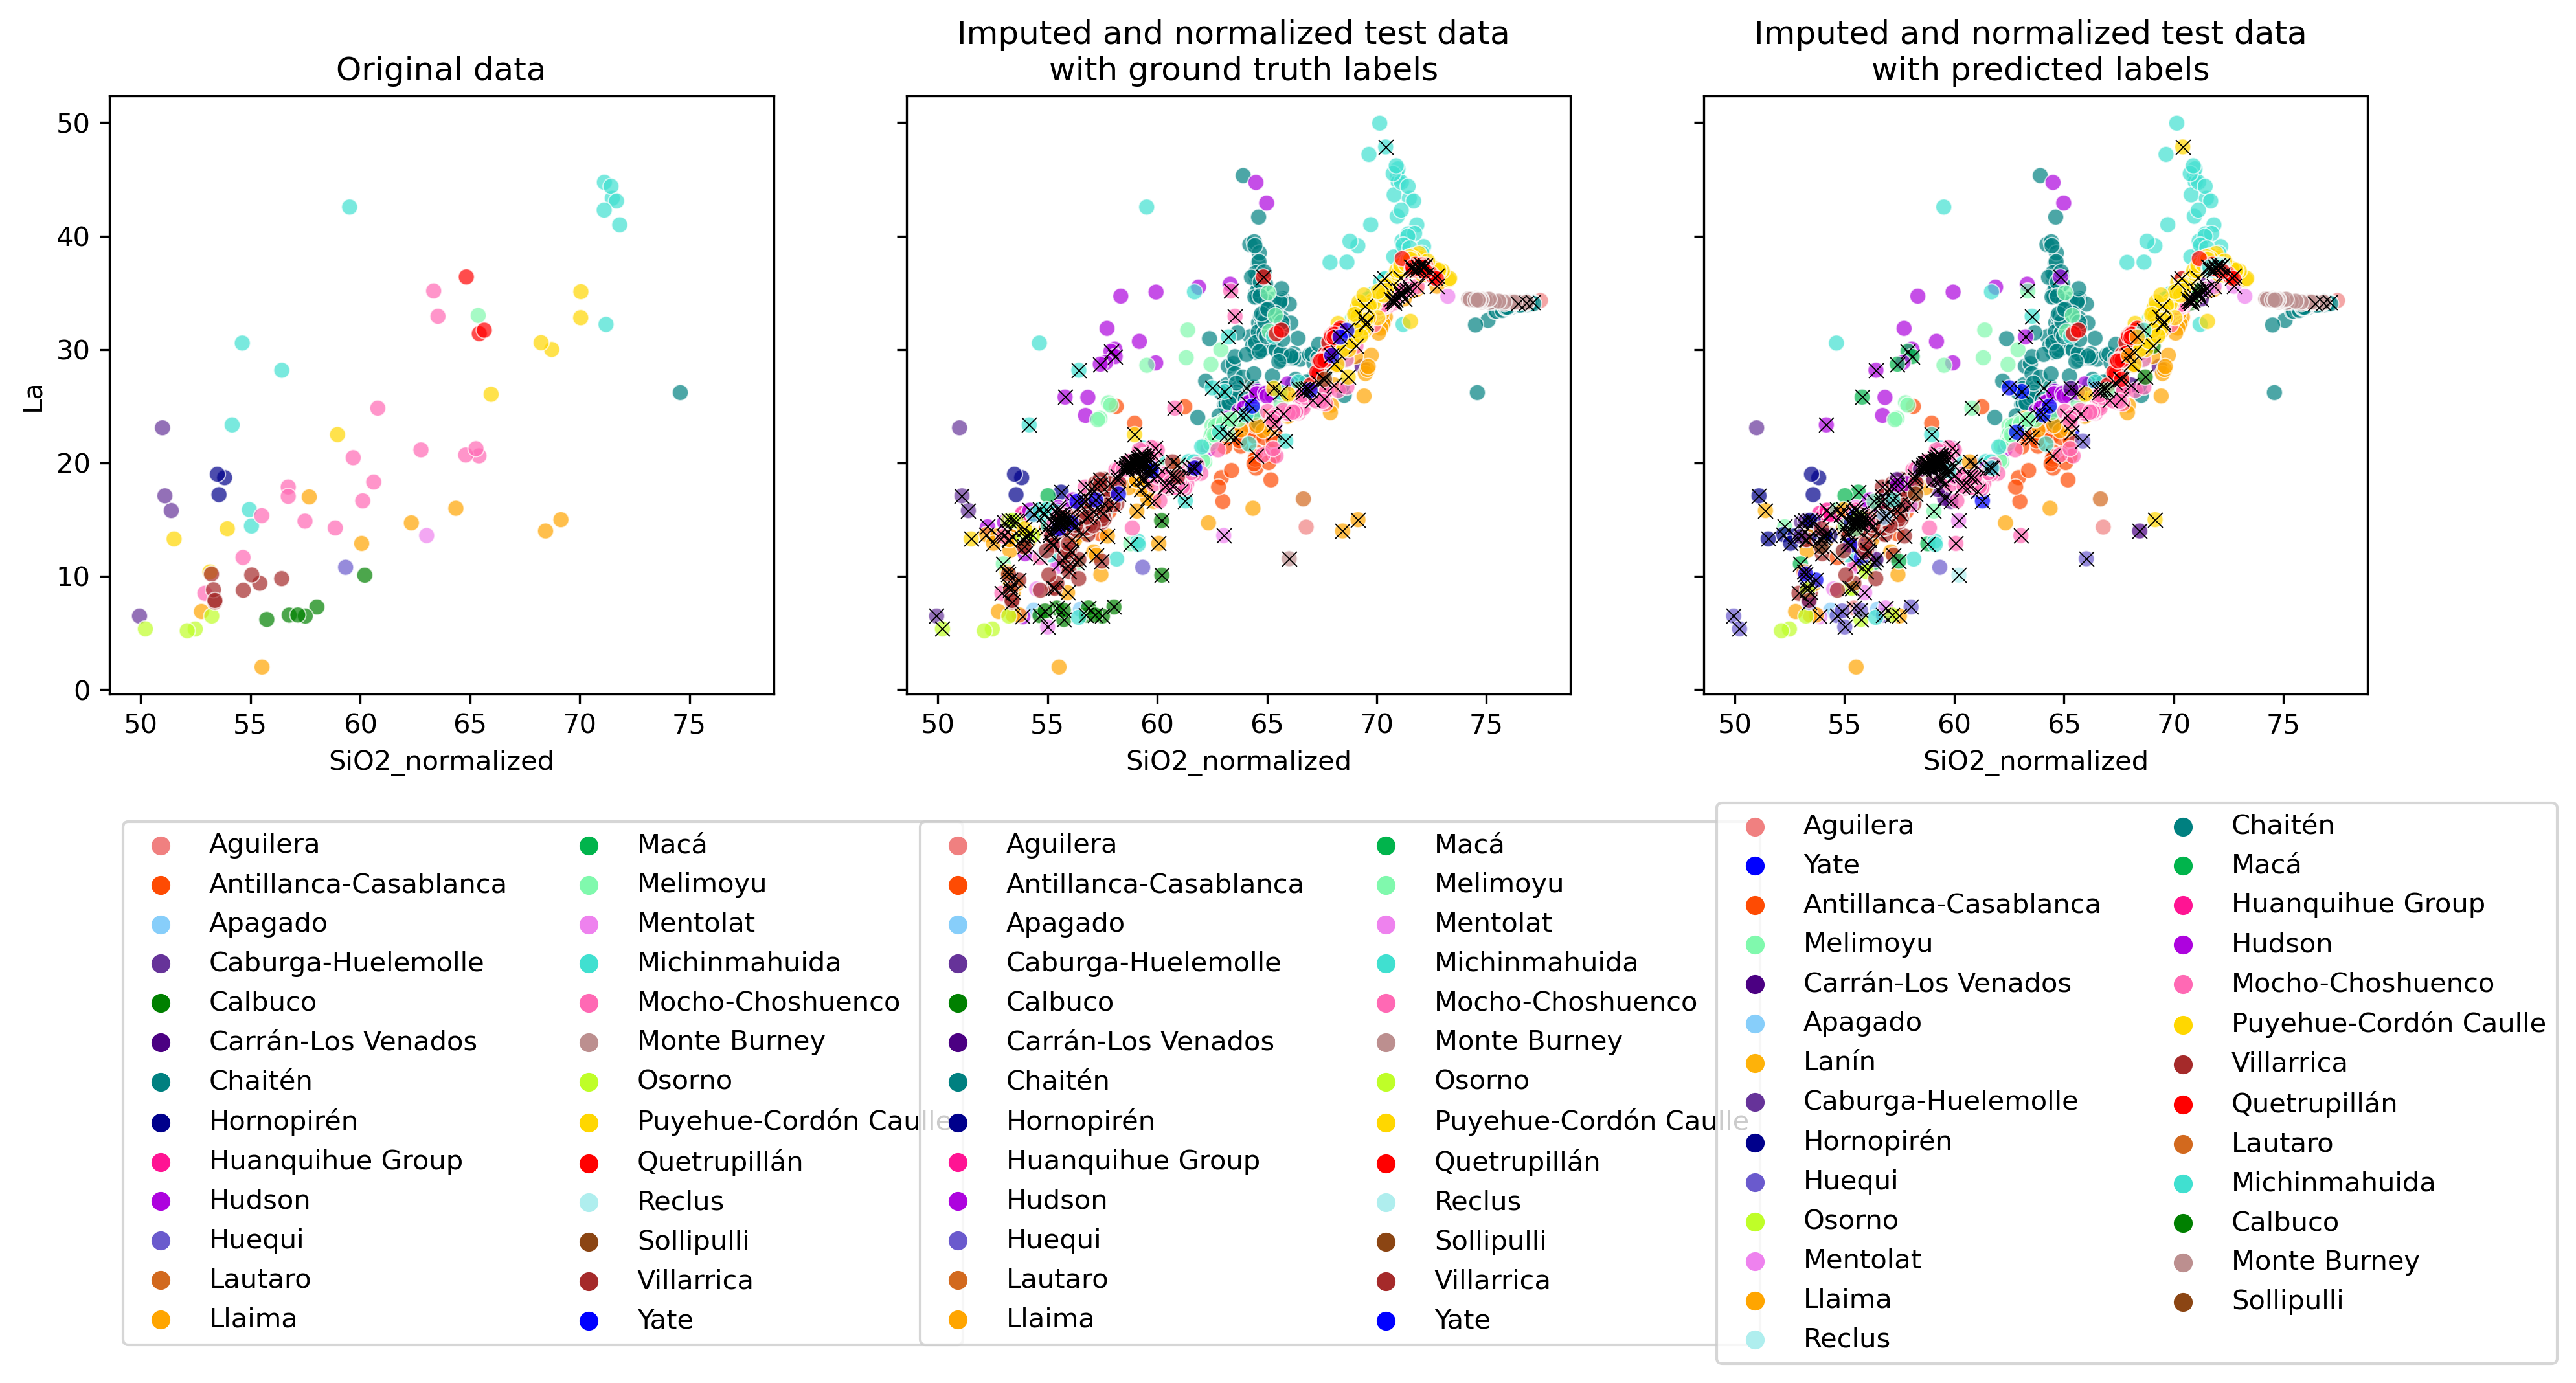 Original data
Imputed and normalized test data
with ground truth labels
Imputed and normalized test data
with predicted labels
La
50
40
30
20
10
0
50 55 60 65 70 75
SiO2_normalized
50 55 60 65 70 75
SiO2_normalized
50 55 60 65 70 75
SiO2_normalized
Aguilera
Antillanca-Casablanca
Apagado
Caburga-Huelemolle
Calbuco
Carrán-Los Venados
Chaitén
Hornopirén
Huanquihue Group
Hudson
Huequi
Lautaro
Llaima
Macá
Melimoyu
Mentolat
Michinmahuida
Mocho-Choshuenco
Monte Burney
Osorno
Puyehue-Cordón Caulle
Quetrupillán
Reclus
Sollipulli
Villarrica
Yate
Aguilera
Antillanca-Casablanca
Apagado
Caburga-Huelemolle
Calbuco
Carrán-Los Venados
Chaitén
Hornopirén
Huanquihue Group
Hudson
Huequi
Lautaro
Llaima
Macá
Melimoyu
Mentolat
Michinmahuida
Mocho-Choshuenco
Monte Burney
Osorno
Puyehue-Cordón Caulle
Quetrupillán
Reclus
Sollipulli
Villarrica
Yate
Aguilera
Yate
Antillanca-Casablanca
Melimoyu
Carrán-Los Venados
Apagado
Lanín
Caburga-Huelemolle
Hornopirén
Huequi
Osorno
Mentolat
Llaima
Reclus
Chaitén
Macá
Huanquihue Group
Hudson
Mocho-Choshuenco
Puyehue-Cordón Caulle
Villarrica
Quetrupillán
Lautaro
Michinmahuida
Calbuco
Monte Burney
Sollipulli